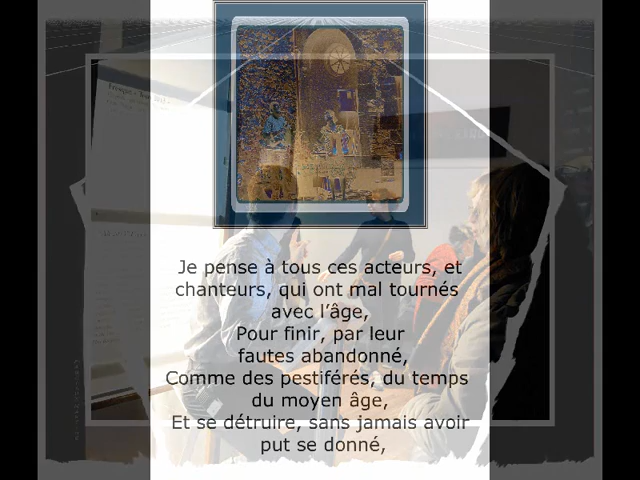 Je pense à tous ces acteurs, et
chanteurs, qui ont mal tournés
avec l'âge,
Pour finir, par leur
fautes abandonné,
Comme des pestiférés, du temps
du moyen âge,
Et se détruire, sans jamais avoir
put se donné,